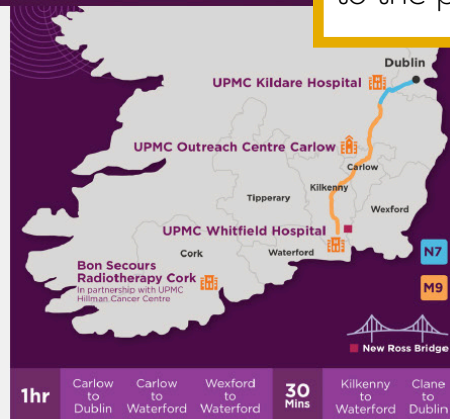 Dublin
UPMC Kildare Hospital
UPMC Outreach Centre Carlow
Carlow
Kilkenny
Tipperary
Wexford
UPMC Whitfield Hospital
Cork
Waterford
Bon Secours
Radiotherapy Cork
In partnership with UPMC
Hillman Cancer Centre
N7
M9
New Ross Bridge
1hr
Carlow
to
Dublin
Carlow
to
Waterford
Wexford
to
Waterford
30
Mins
Kilkenny
to
Waterford
Clane
to
Dublin